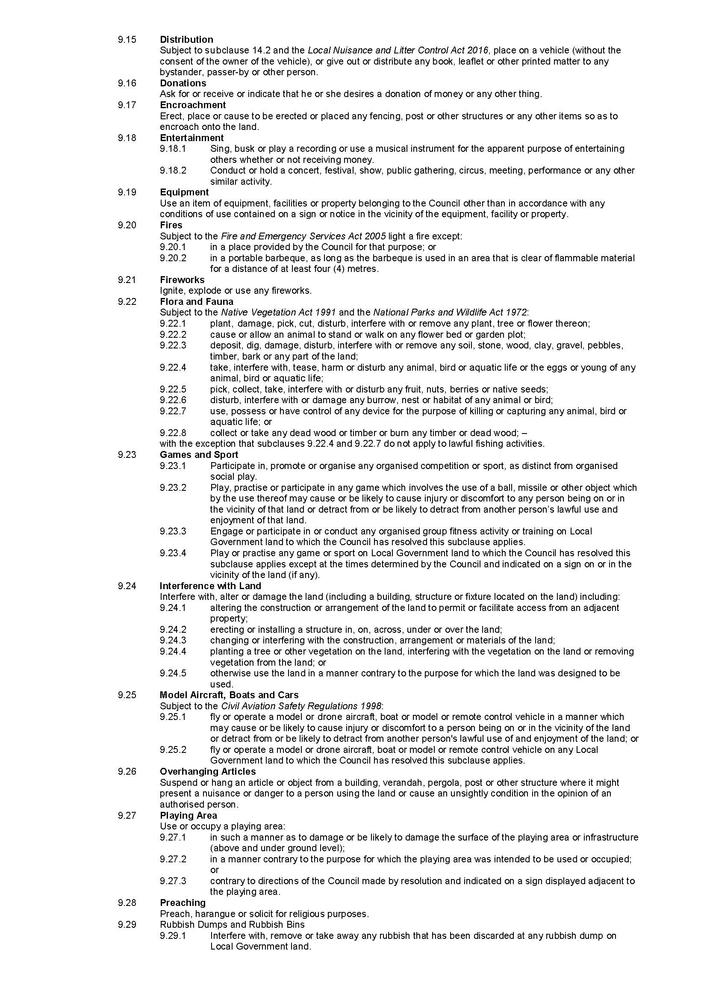 9.15 Distribution
Subject to subclause 14.2 and the Local Nuisance and Litter Control Act 2016, place on a vehicle (without the
consent of the owner of the vehicle), or give out or distribute any book, leaflet or other printed matter to any
bystander, passer-by or other person.
9.16 Donations
Ask for or receive or indicate that he or she desires a donation of money or any other thing.
9.17 Encroachment
Erect, place or cause to be erected or placed any fencing, post or other structures or any other items so as to
encroach onto the land.
9.18 Entertainment
9.18.1 Sing, busk or play a recording or use a musical instrument for the apparent purpose of entertaining
others whether or not receiving money.
9.18.2 Conduct or hold a concert, festival, show, public gathering, circus, meeting, performance or any other
similar activity.
9.19 Equipment
Use an item of equipment, facilities or property belonging to the Council other than in accordance with any
conditions of use contained on a sign or notice in the vicinity of the equipment, facility or property.
9.20 Fires
Subject to the Fire and Emergency Services Act 2005 light a fire except:
9.20.1 in a place provided by the Council for that purpose; or
9.20.2 in a portable barbeque, as long as the barbeque is used in an area that is clear of flammable material
for a distance of at least four (4) metres.
9.21 Fireworks
Ignite, explode or use any fireworks.
9.22 Flora and Fauna
Subject to the Native Vegetation Act 1991 and the National Parks and Wildlife Act 1972:
9.22.1 plant, damage, pick, cut, disturb, interfere with or remove any plant, tree or flower thereon;
9.22.2 cause or allow an animal to stand or walk on any flower bed or garden plot;
9.22.3 deposit, dig, damage, disturb, interfere with or remove any soil, stone, wood, clay, gravel, pebbles,
timber, bark or any part of the land;
9.22.4 take, interfere with, tease, harm or disturb any animal, bird or aquatic life or the eggs or young of any
animal, bird or aquatic life;
9.22.5 pick, collect, take, interfere with or disturb any fruit, nuts, berries or native seeds;
9.22.6 disturb, interfere with or damage any burrow, nest or habitat of any animal or bird;
9.22.7 use, possess or have control of any device for the purpose of killing or capturing any animal, bird or
aquatic life; or
9.22.8 collect or take any dead wood or timber or burn any timber or dead wood; –
with the exception that subclauses 9.22.4 and 9.22.7 do not apply to lawful fishing activities.
9.23 Games and Sport
9.23.1 Participate in, promote or organise any organised competition or sport, as distinct from organised
social play.
9.23.2 Play, practise or participate in any game which involves the use of a ball, missile or other object which
by the use thereof may cause or be likely to cause injury or discomfort to any person being on or in
the vicinity of that land or detract from or be likely to detract from another person's lawful use and
enjoyment of that land.
9.23.3 Engage or participate in or conduct any organised group fitness activity or training on Local
Government land to which the Council has resolved this subclause applies.
9.23.4 Play or practise any game or sport on Local Government land to which the Council has resolved this
subclause applies except at the times determined by the Council and indicated on a sign on or in the
vicinity of the land (if any).
9.24 Interference with Land
Interfere with, alter or damage the land (including a building, structure or fixture located on the land) including:
9.24.1 altering the construction or arrangement of the land to permit or facilitate access from an adjacent
property;
9.24.2 erecting or installing a structure in, on, across, under or over the land;
9.24.3 changing or interfering with the construction, arrangement or materials of the land;
9.24.4 planting a tree or other vegetation on the land, interfering with the vegetation on the land or removing
vegetation from the land; or
9.24.5 otherwise use the land in a manner contrary to the purpose for which the land was designed to be
used.
9.25 Model Aircraft, Boats and Cars
Subject to the Civil Aviation Safety Regulations 1998:
9.25.1 fly or operate a model or drone aircraft, boat or model or remote control vehicle in a manner which
may cause or be likely to cause injury or discomfort to a person being on or in the vicinity of the land
or detract from or be likely to detract from another person's lawful use of and enjoyment of the land; or
9.25.2 fly or operate a model or drone aircraft, boat or model or remote control vehicle on any Local
Government land to which the Council has resolved this subclause applies.
9.26 Overhanging Articles
Suspend or hang an article or object from a building, verandah, pergola, post or other structure where it might
present a nuisance or danger to a person using the land or cause an unsightly condition in the opinion of an
authorised person.
9.27 Playing Area
Use or occupy a playing area:
9.27.1 in such a manner as to damage or be likely to damage the surface of the playing area or infrastructure
(above and under ground level);
9.27.2 in a manner contrary to the purpose for which the playing area was intended to be used or occupied;
or
9.27.3 contrary to directions of the Council made by resolution and indicated on a sign displayed adjacent to
the playing area.
9.28 Preaching
Preach, harangue or solicit for religious purposes.
9.29 Rubbish Dumps and Rubbish Bins
9.29.1 Interfere with, remove or take away any rubbish that has been discarded at any rubbish dump on
Local Government land.